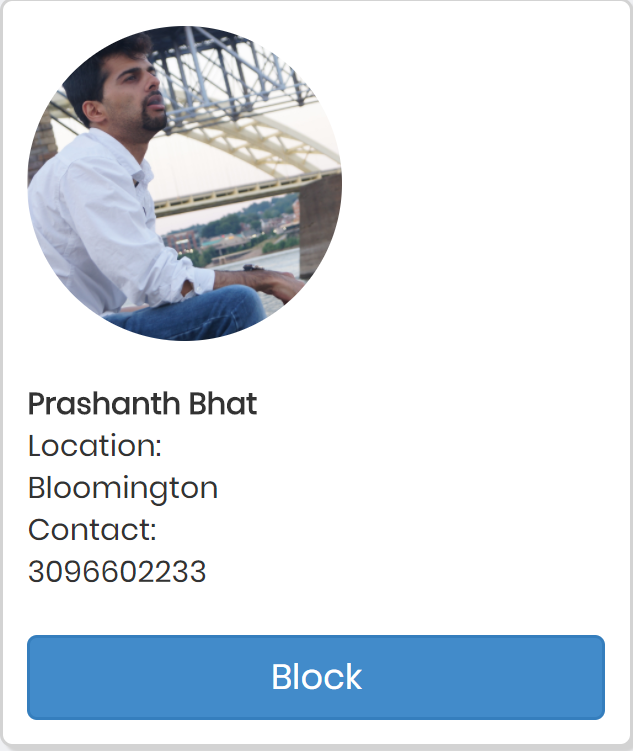 Prashanth Bhat
Location:
Bloomington
Contact:
3096602233
Block